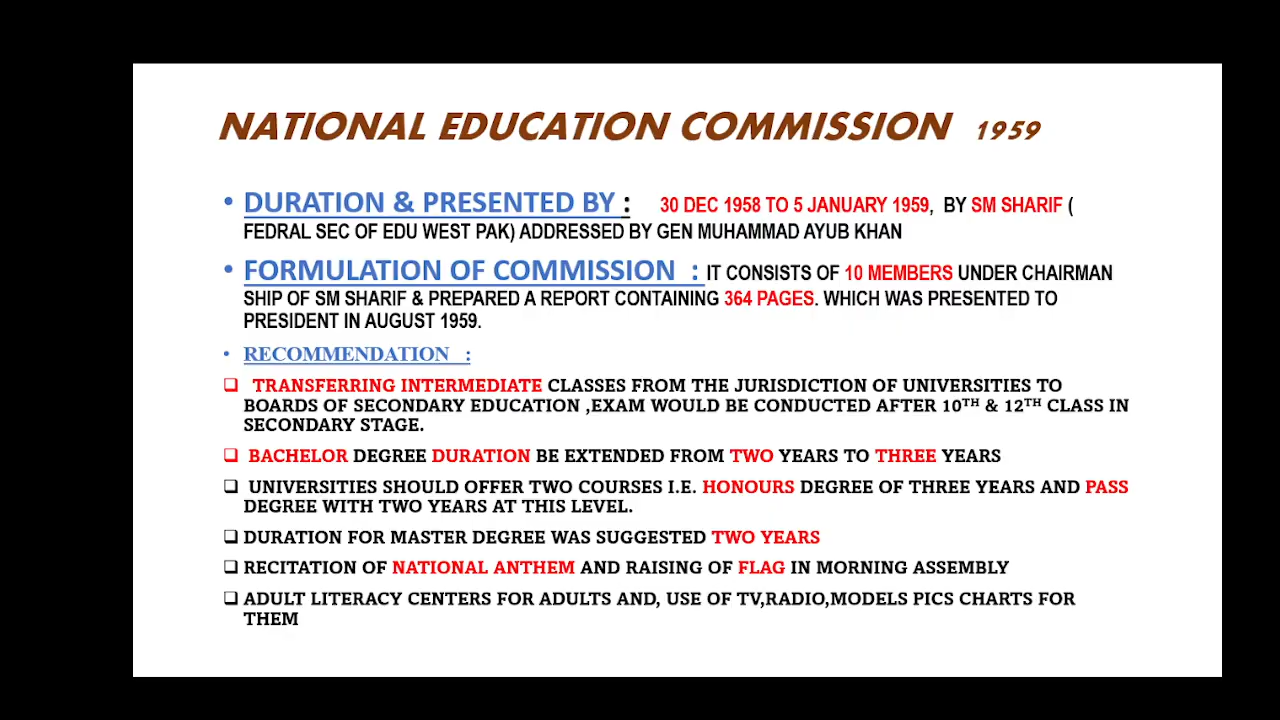 NATIONAL EDUCATION COMMISSION 1959
• DURATION & PRESENTED BY : 30 DEC 1958 TO 5 JANUARY 1959, BY SM SHARIF (
FEDRAL SEC OF EDU WEST PAK) ADDRESSED BY GEN MUHAMMAD AYUB KHAN
• FORMULATION OF COMMISSION : IT CONSISTS OF 10 MEMBERS UNDER CHAIRMAN
SHIP OF SM SHARIF & PREPARED A REPORT CONTAINING 364 PAGES. WHICH WAS PRESENTED TO
PRESIDENT IN AUGUST 1959.
• RECOMMENDATION :
❑ TRANSFERRING INTERMEDIATE CLASSES FROM THE JURISDICTION OF UNIVERSITIES TO
BOARDS OF SECONDARY EDUCATION ,EXAM WOULD BE CONDUCTED AFTER 10TH & 12TH CLASS IN
SECONDARY STAGE.
❑ BACHELOR DEGREE DURATION BE EXTENDED FROM TWO YEARS TO THREE YEARS
❑ UNIVERSITIES SHOULD OFFER TWO COURSES I.E. HONOURS DEGREE OF THREE YEARS AND PASS
DEGREE WITH TWO YEARS AT THIS LEVEL.
❑ DURATION FOR MASTER DEGREE WAS SUGGESTED TWO YEARS
❑ RECITATION OF NATIONAL ANTHEM AND RAISING OF FLAG IN MORNING ASSEMBLY
❑ ADULT LITERACY CENTERS FOR ADULTS AND, USE OF TV,RADIO,MODELS PICS CHARTS FOR
THEM